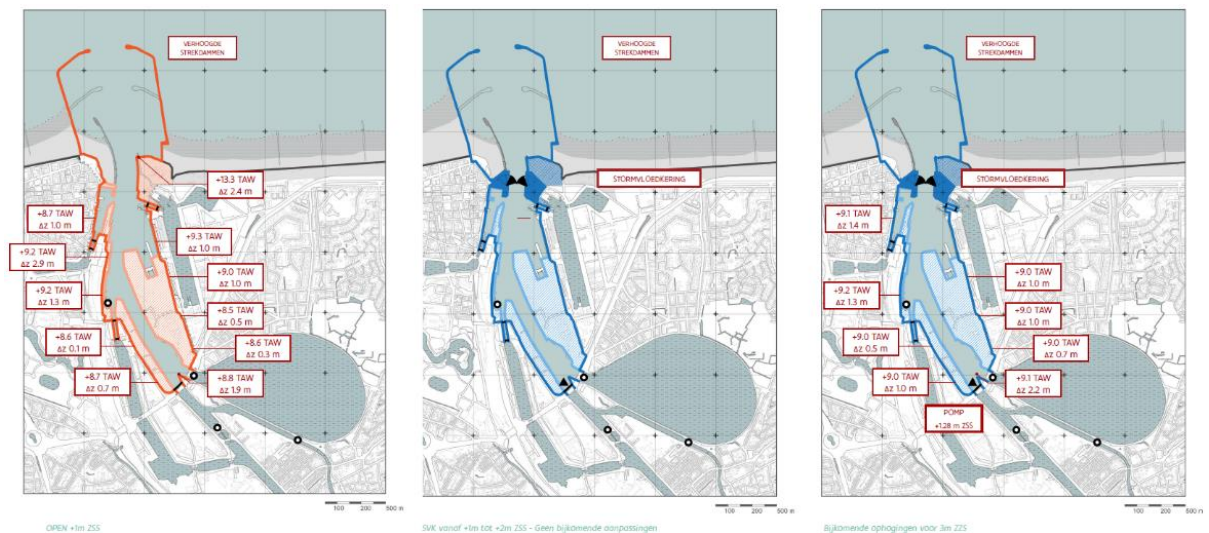 VERHOOGDE
STREKDAMMEN
+13.3 TAW
Δz 2.4 m
+8.7 TAW
Δz 1.0 m
+9.3 TAW
Δz 1.0 m
+9.2 TAW
Δz 2.9 m
+9.0 TAW
Δz 1.0 m
+9.2 TAW
Δz 1.3 m
+8.5 TAW
Δz 0.5 m
+8.6 TAW
Δz 0.1 m
+8.6 TAW
Δz 0.3 m
+8.7 TAW
Δz 0.7 m
+8.8 TAW
Δz 1.9 m
100 200 500 m
OPEN +1m ZSS
VERHOOGDE
STREKDAMMEN
STORMVLOEDKERING
100 200 500 m
SVK vanaf +1m tot +2m ZSS - Geen bijkomende aanpassingen
VERHOOGDE
STREKDAMMEN
STORMVLOEDKERING
+9.1 TAW
Δz 1.4 m
+9.0 TAW
Δz 1.0 m
+9.2 TAW
Δz 1.3 m
+9.0 TAW
Δz 1.0 m
+9.0 TAW
Δz 0.5 m
+9.0 TAW
Δz 0.7 m
+9.0 TAW
Δz 1.0 m
+9.1 TAW
Δz 2.2 m
POMP
+1.28 m ZSS
100 200 500 m
Bijkomende ophogingen voor 3m ZZS